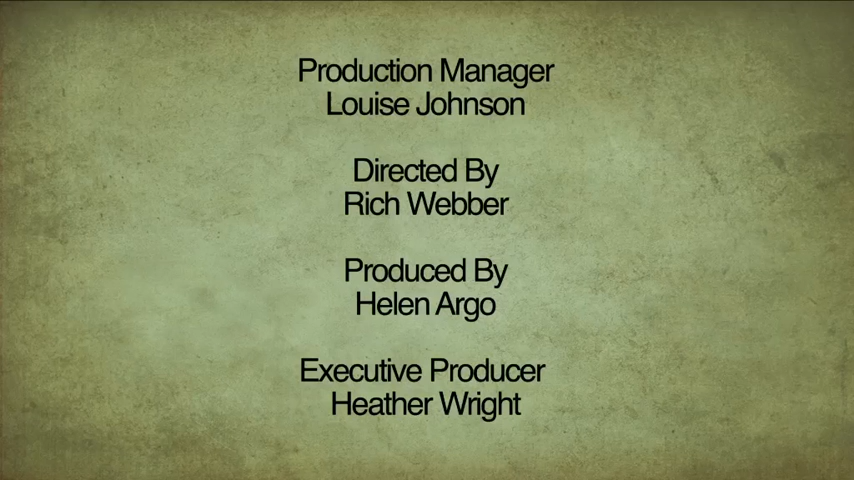 Production Manager
Louise Johnson
Directed By
Rich Webber
Produced By
Helen Argo
Executive Producer
Heather Wright